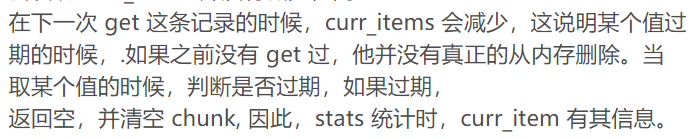 在下一次 get 这条记录的时候，curr_items 会减少，这说明某个值过
期的时候，.如果之前没有 get 过，他并没有真正的从内存删除。当
取某个值的时候，判断是否过期，如果过期，
返回空，并清空 chunk, 因此，stats 统计时，curr_item 有其信息。